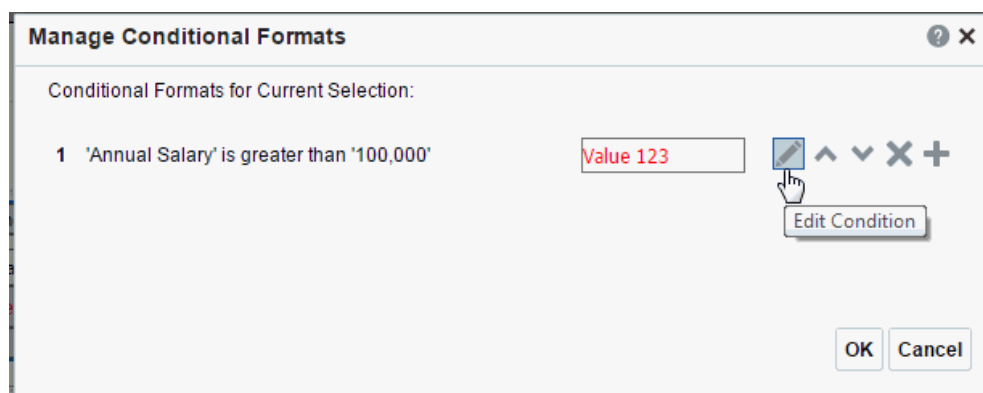 Manage Conditional Formats
Conditional Formats for Current Selection:
1 'Annual Salary' is greater than '100,000' Value 123
Edit Condition
OK Cancel